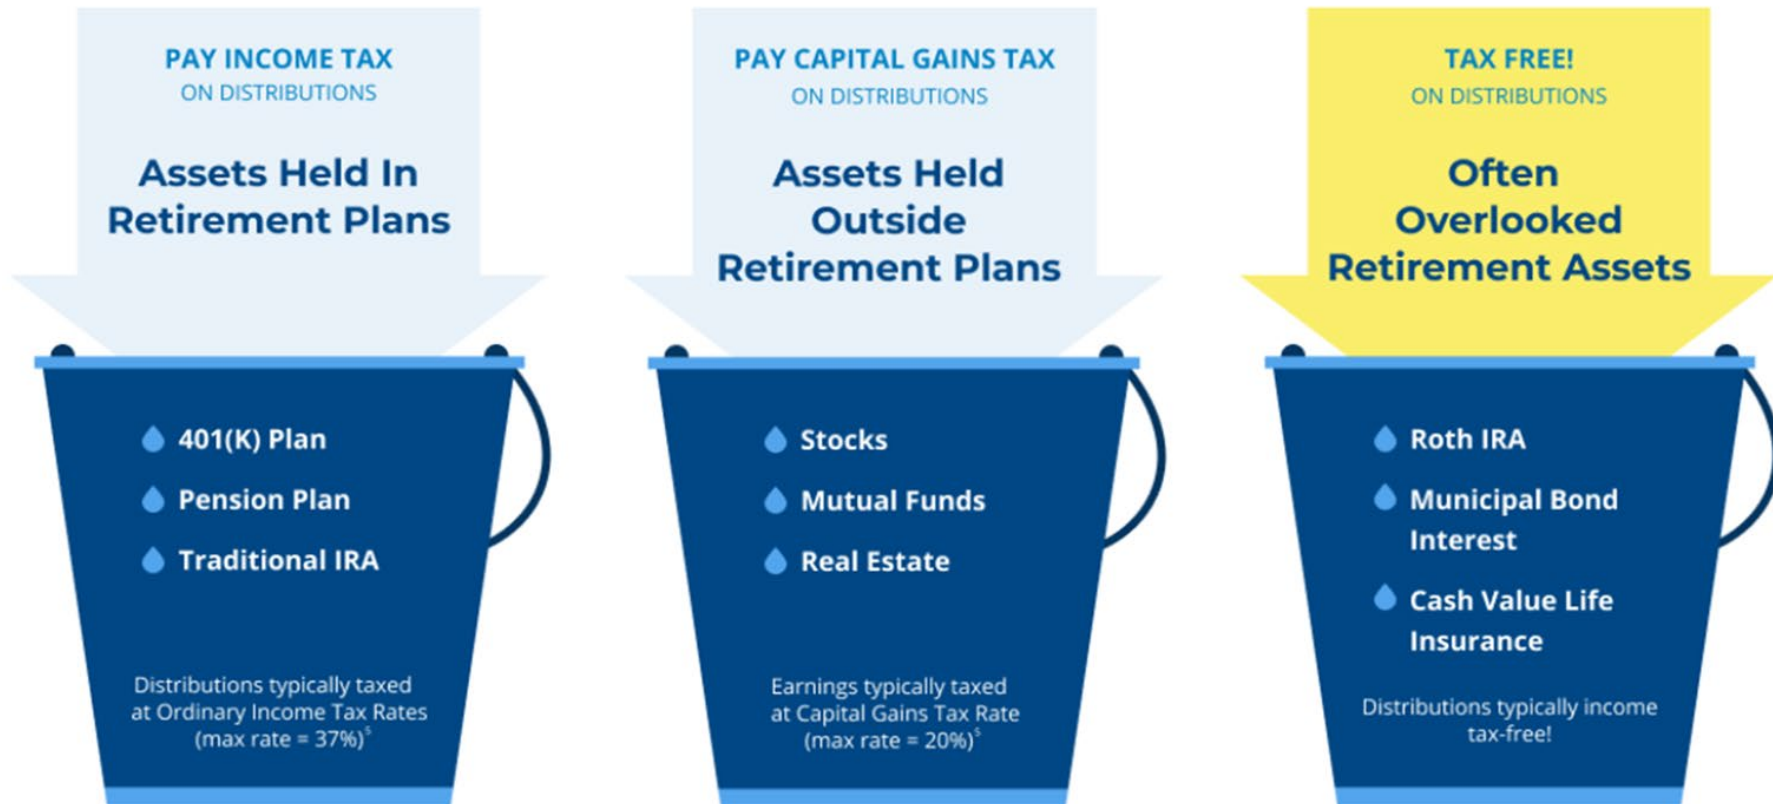 PAY INCOME TAX
ON DISTRIBUTIONS
Assets Held In
Retirement Plans
401(K) Plan
Pension Plan
Traditional IRA
Distributions typically taxed
at Ordinary Income Tax Rates
(max rate = 37%)⁵
PAY CAPITAL GAINS TAX
ON DISTRIBUTIONS
Assets Held
Outside
Retirement Plans
Stocks
Mutual Funds
Real Estate
Earnings typically taxed
at Capital Gains Tax Rate
(max rate = 20%)⁵
TAX FREE!
ON DISTRIBUTIONS
Often
Overlooked
Retirement Assets
Roth IRA
Municipal Bond
Interest
Cash Value Life
Insurance
Distributions typically income
tax-free!